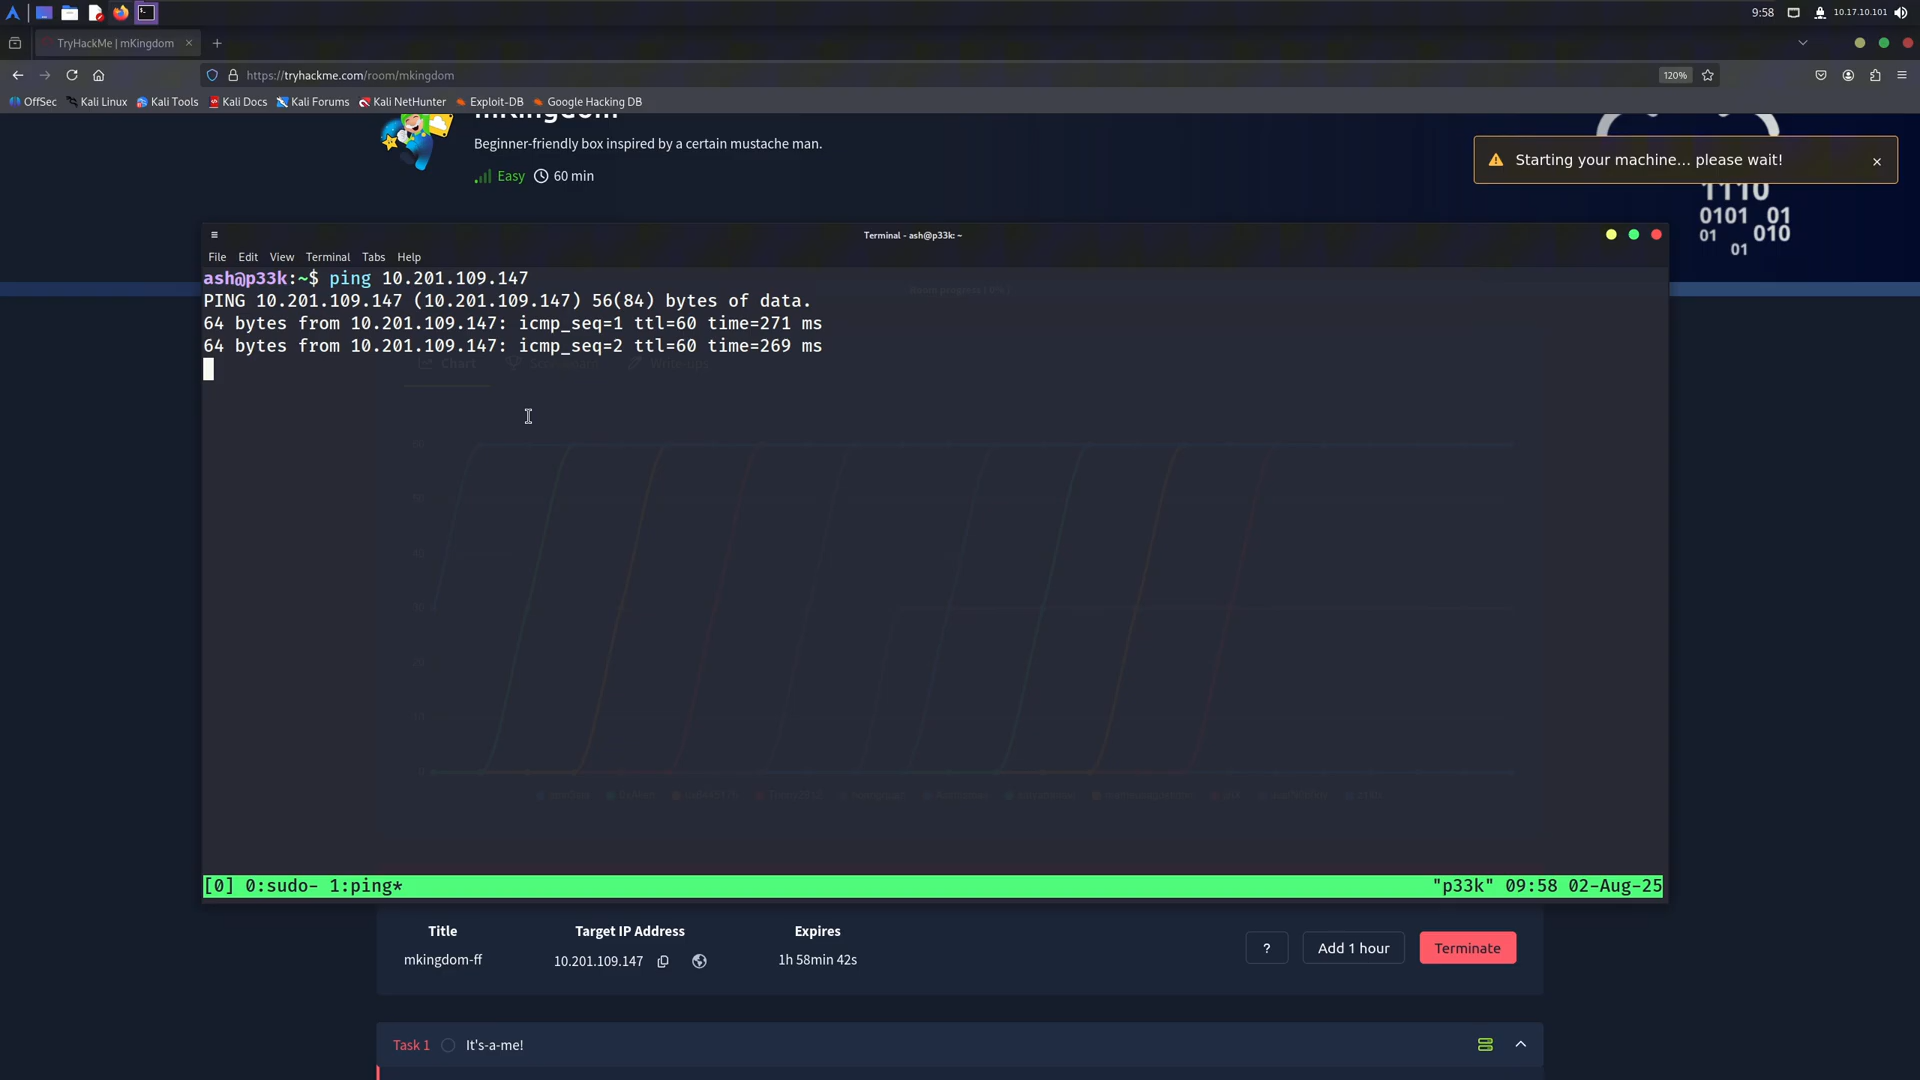 9:58
10.17.10.101
TryHackMe | mKingdom
https://tryhackme.com/room/mkingdom
120%
OffSec
Kali Linux
Kali Tools
Kali Docs
Kali Forums
Kali NetHunter
Exploit-DB
Google Hacking DB
mKingdom
Beginner-friendly box inspired by a certain mustache man.
Easy
60 min
Starting your machine... please wait!
1110
0101 01
01 010
01
Terminal - ash@p33k: ~
File Edit View Terminal Tabs Help
ash@p33k:~$ ping 10.201.109.147
PING 10.201.109.147 (10.201.109.147) 56(84) bytes of data.
64 bytes from 10.201.109.147: icmp_seq=1 ttl=60 time=271 ms
64 bytes from 10.201.109.147: icmp_seq=2 ttl=60 time=269 ms
Chart
Write-ups
[0] 0:sudo- 1:ping* "p33k" 09:58 02-Aug-25
Title Target IP Address Expires
mkingdom-ff 10.201.109.147 1h 58min 42s
?
Add 1 hour
Terminate
Task 1 It's-a-me!